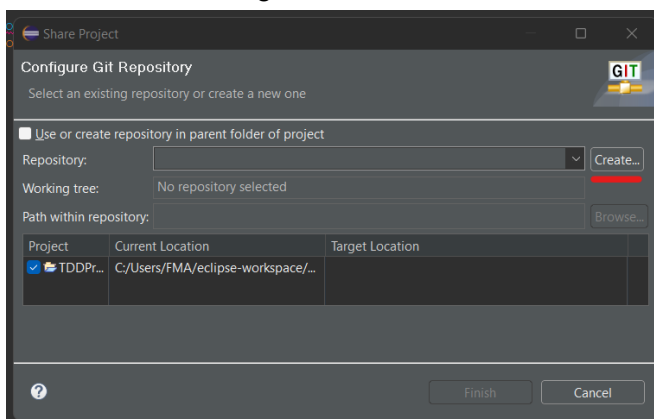 Share Project
Configure Git Repository
GIT
Select an existing repository or create a new one
Use or create repository in parent folder of project
Repository:
Create...
Working tree: No repository selected
Path within repository: Browse...
Project Current Location Target Location
TDDPr... C:/Users/FMA/eclipse-workspace/...
?
Finish Cancel